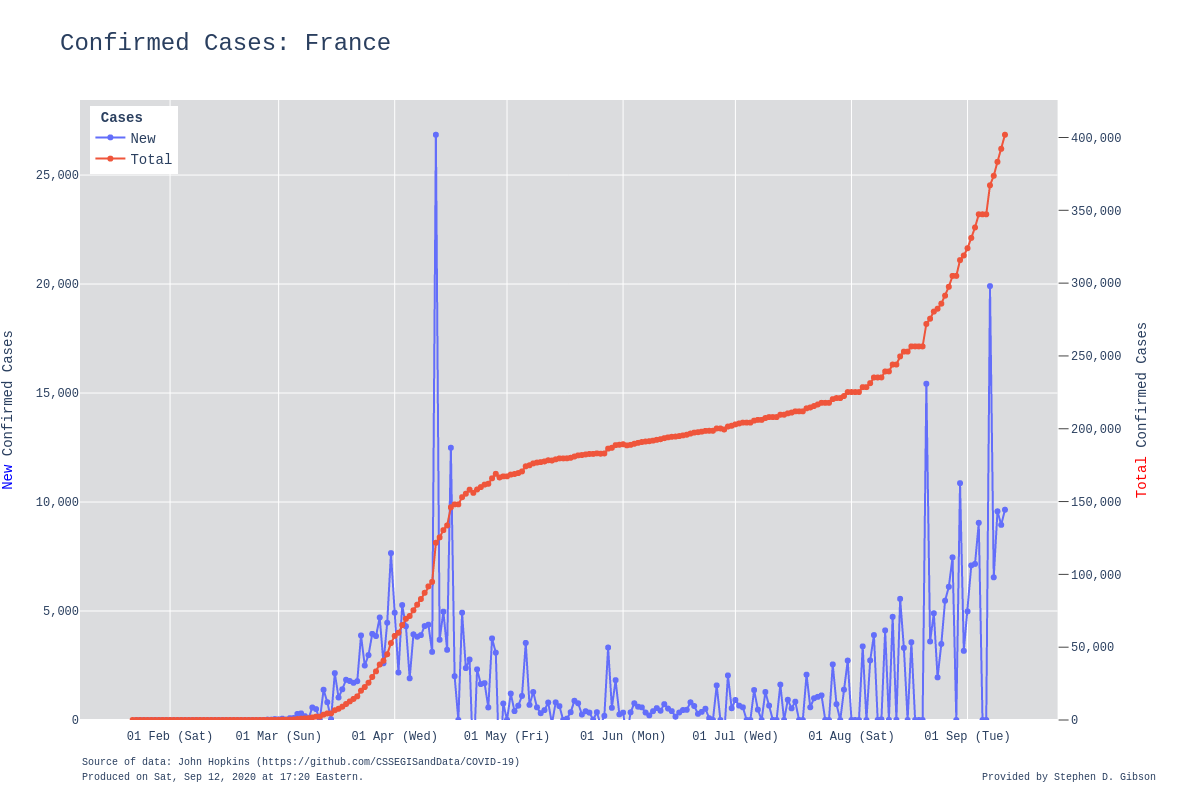 Confirmed Cases: France
Cases
New
Total
25,000
20,000
15,000
10,000
5,000
0
New Confirmed Cases
400,000
350,000
300,000
250,000
200,000
150,000
100,000
50,000
0
Total Confirmed Cases
01 Feb (Sat) 01 Mar (Sun) 01 Apr (Wed) 01 May (Fri) 01 Jun (Mon) 01 Jul (Wed) 01 Aug (Sat) 01 Sep (Tue)
Source of data: John Hopkins (https://github.com/CSSEGISandData/COVID-19)
Produced on Sat, Sep 12, 2020 at 17:20 Eastern.
Provided by Stephen D. Gibson